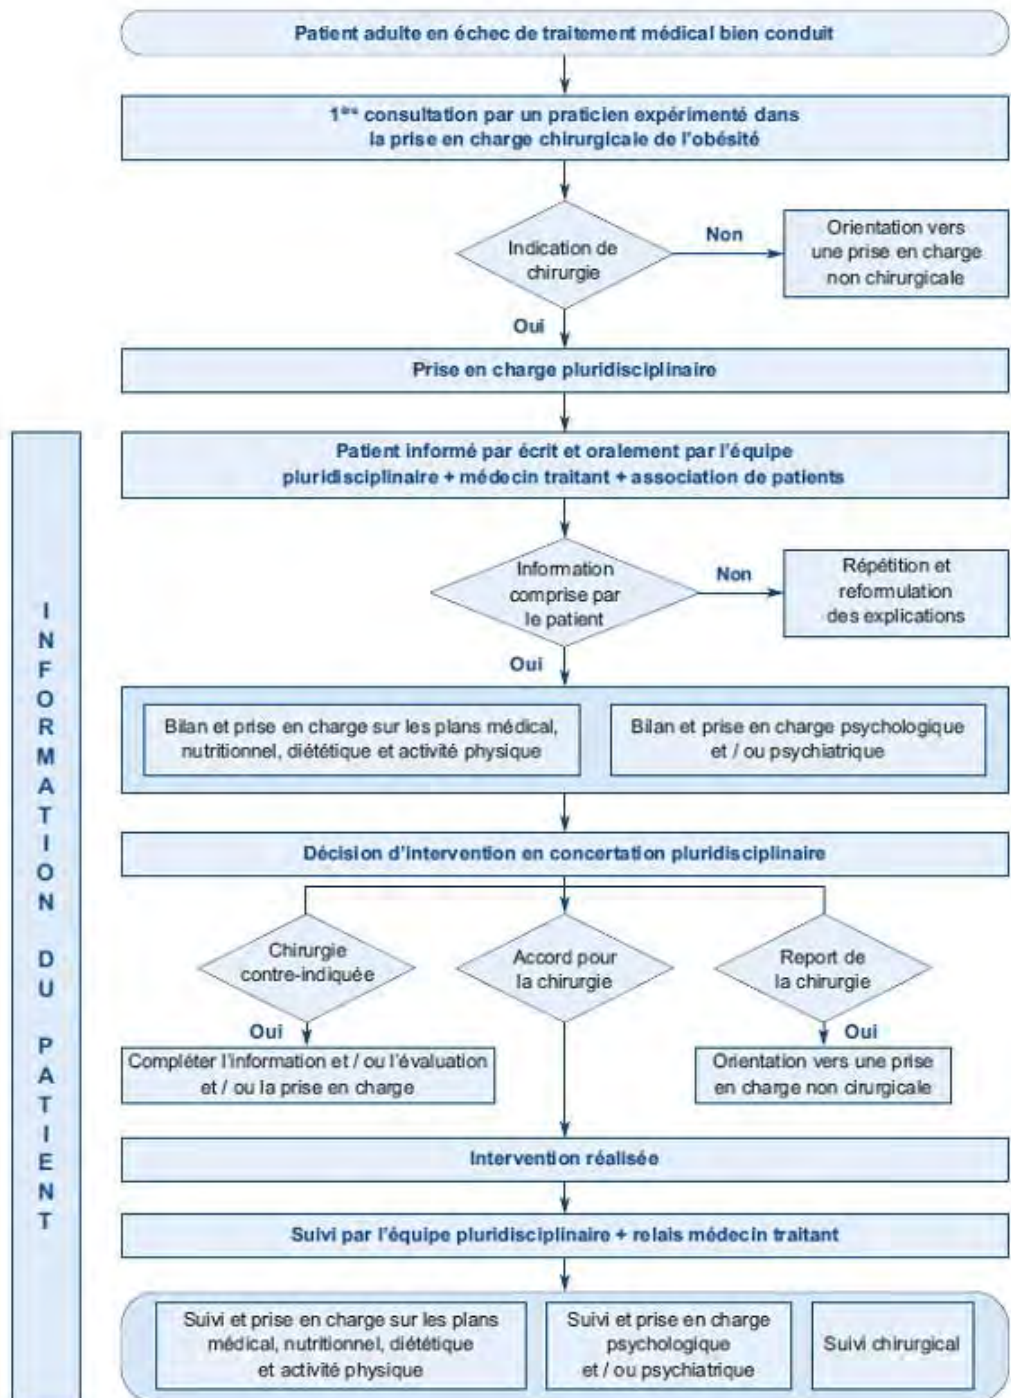 Patient adulte en échec de traitement médical bien conduit
1ère consultation par un praticien expérimenté dans
la prise en charge chirurgicale de l'obésité
Indication de
chirurgie
Non
Orientation vers
une prise en charge
non chirurgicale
Oui
Prise en charge pluridisciplinaire
Patient informé par écrit et oralement par l'équipe
pluridisciplinaire + médecin traitant + association de patients
Information
comprise par
le patient
Non
Répétition et
reformulation
des explications
Oui
Bilan et prise en charge sur les plans médical,
nutritionnel, diététique et activité physique
Bilan et prise en charge psychologique
et / ou psychiatrique
Décision d'intervention en concertation pluridisciplinaire
Chirurgie
contre-indiquée
Accord pour
la chirurgie
Report de
la chirurgie
Oui
Oui
Compléter l'information et / ou l'évaluation
et / ou la prise en charge
Orientation vers une prise
en charge non cirurgicale
Intervention réalisée
Suivi par l'équipe pluridisciplinaire + relais médecin traitant
Suivi et prise en charge sur les plans
médical, nutritionnel, diététique
et activité physique
Suivi et prise en charge
psychologique
et / ou psychiatrique
Suivi chirurgical
INFORMATION DU PATIENT